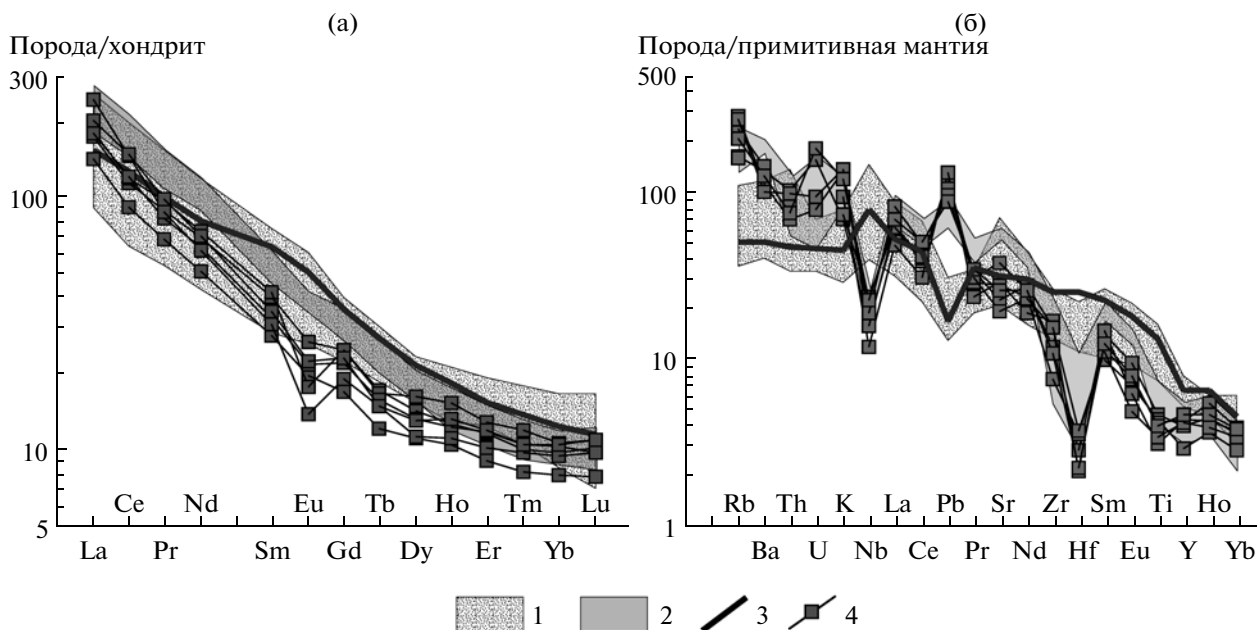 (а)
(б)
Порода/хондрит
Порода/примитивная мантия
300
100
10
5
Ce Nd Eu Tb Ho Tm Lu
La Pr Sm Gd Dy Er Yb
500
100
10
1
Rb Th K La Pb Sr Zr Sm Ti Ho
Ba U Nb Ce Pr Nd Hf Eu Y Yb
1 2 3 4